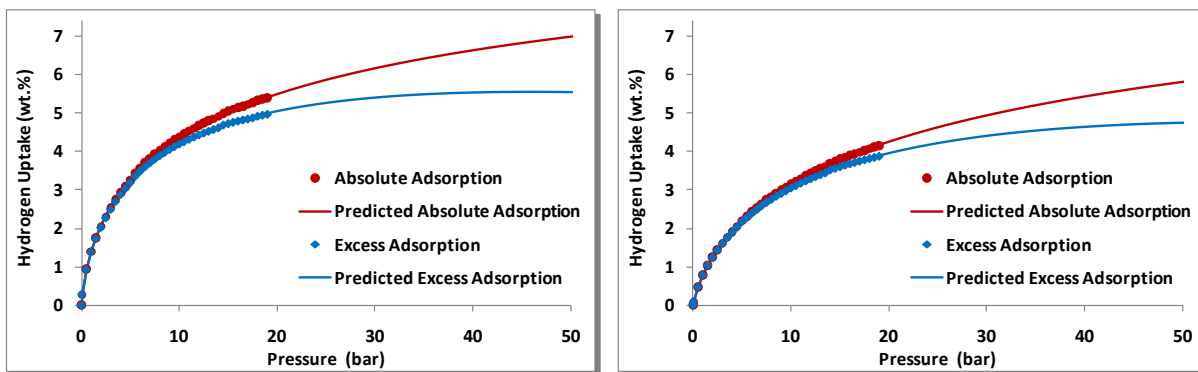 Hydrogen Uptake (wt.%)
7
6
5
4
3
2
1
0
Absolute Adsorption
Predicted Absolute Adsorption
Excess Adsorption
Predicted Excess Adsorption
0 10 20 30 40 50
Pressure (bar)
Hydrogen Uptake (wt.%)
7
6
5
4
3
2
1
0
Absolute Adsorption
Predicted Absolute Adsorption
Excess Adsorption
Predicted Excess Adsorption
0 10 20 30 40 50
Pressure (bar)